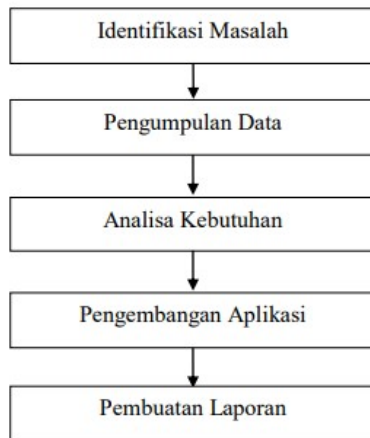 Identifikasi Masalah
Pengumpulan Data
Analisa Kebutuhan
Pengembangan Aplikasi
Pembuatan Laporan